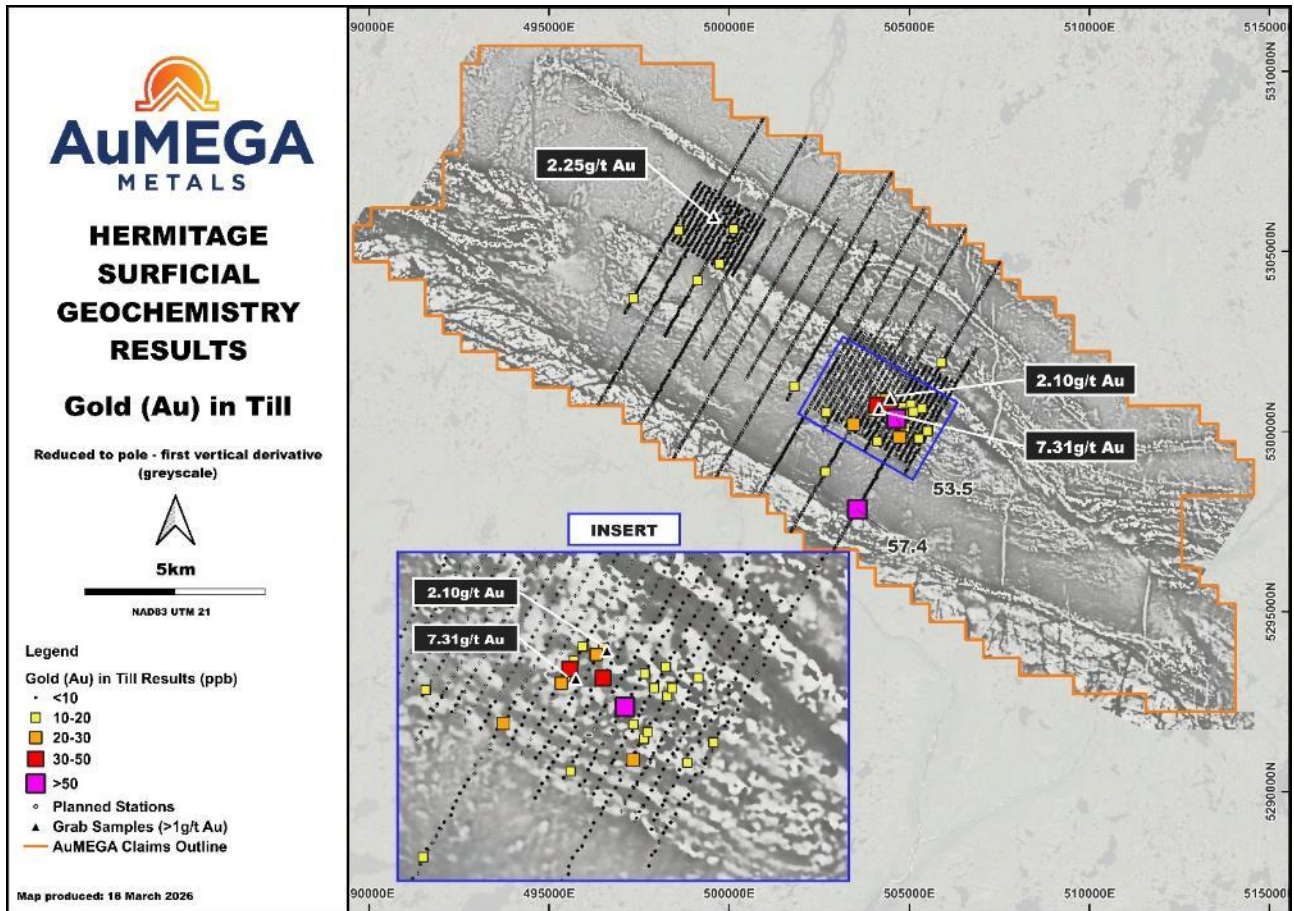 AuMEGA
METALS
HERMITAGE
SURFICIAL
GEOCHEMISTRY
RESULTS
Gold (Au) in Till
Reduced to pole - first vertical derivative
(greyscale)
5km
NAD83 UTM 21
Legend
Gold (Au) in Till Results (ppb)
<10
10-20
20-30
30-50
>50
Planned Stations
Grab Samples (>1g/t Au)
AuMEGA Claims Outline
Map produced: 16 March 2026
90000E 495000E 500000E 505000E 510000E 515000E
5310000N
5305000N
5300000N
5295000N
5290000N
2.25g/t Au
2.10g/t Au
7.31g/t Au
53.5
57.4
INSERT
2.10g/t Au
7.31g/t Au
90000E 495000E 500000E 505000E 510000E 515000E